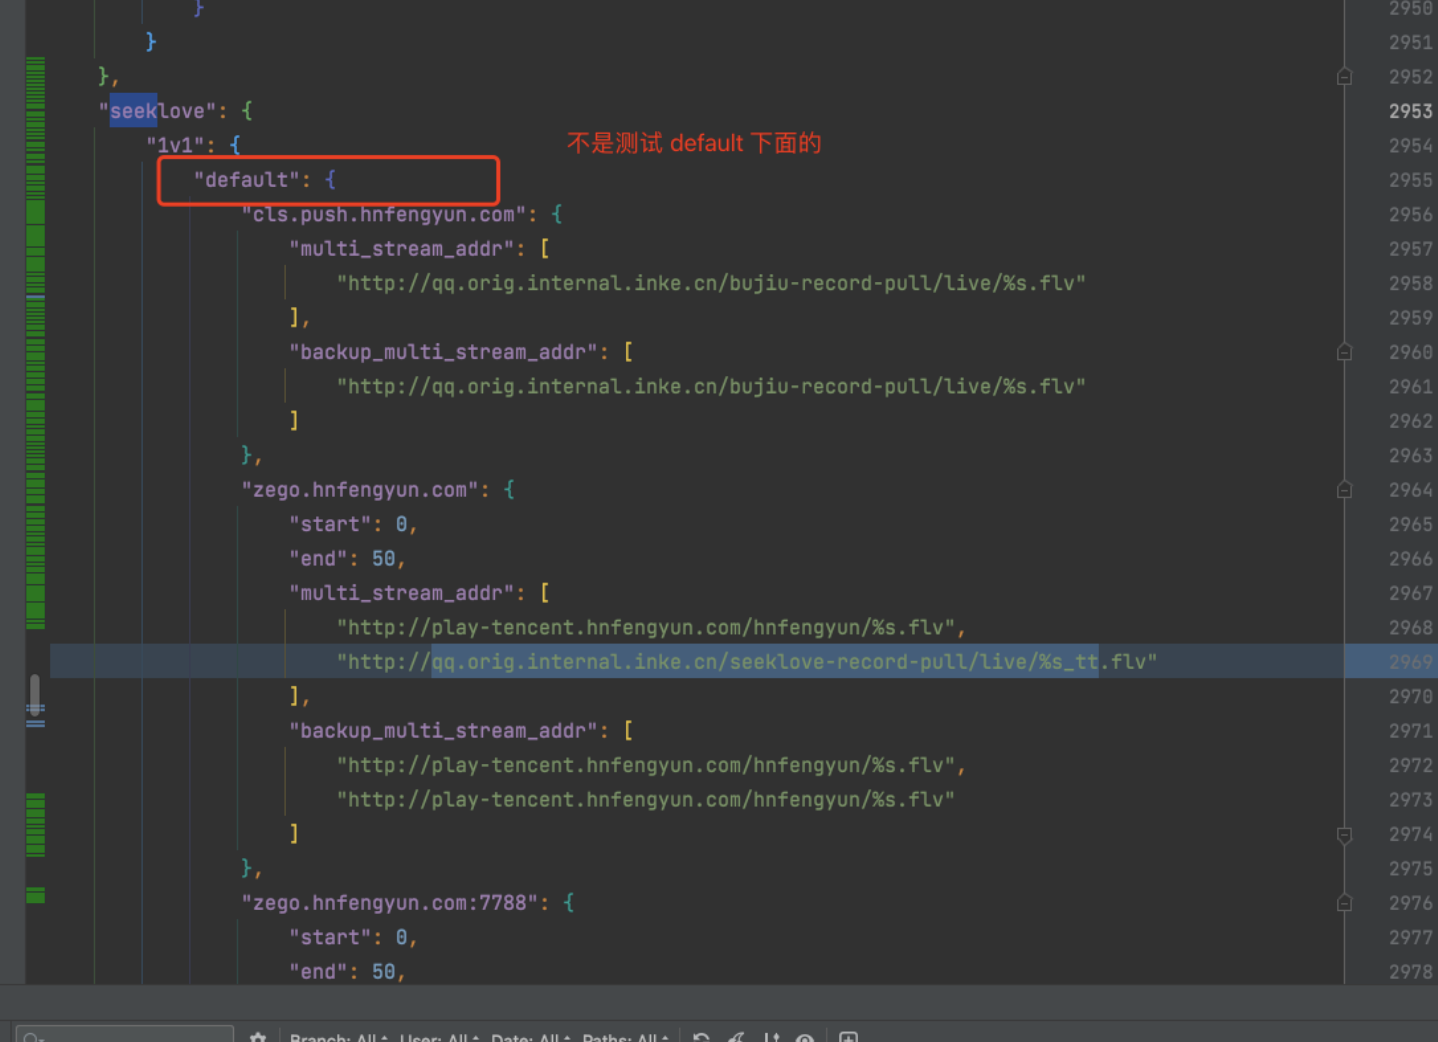 } 2950
} 2951
}, 2952
"seeklove": { 2953
"1v1": { 不是测试 default 下面的 2954
"default": { 2955
"cls.push.hnfengyun.com": { 2956
"multi_stream_addr": [ 2957
"http://qq.orig.internal.inke.cn/bujiu-record-pull/live/%s.flv" 2958
], 2959
"backup_multi_stream_addr": [ 2960
"http://qq.orig.internal.inke.cn/bujiu-record-pull/live/%s.flv" 2961
] 2962
}, 2963
"zego.hnfengyun.com": { 2964
"start": 0, 2965
"end": 50, 2966
"multi_stream_addr": [ 2967
"http://play-tencent.hnfengyun.com/hnfengyun/%s.flv", 2968
"http://qq.orig.internal.inke.cn/seeklove-record-pull/live/%s_tt.flv" 2969
], 2970
"backup_multi_stream_addr": [ 2971
"http://play-tencent.hnfengyun.com/hnfengyun/%s.flv", 2972
"http://play-tencent.hnfengyun.com/hnfengyun/%s.flv" 2973
] 2974
}, 2975
"zego.hnfengyun.com:7788": { 2976
"start": 0, 2977
"end": 50, 2978
Branch: All User: All Date: All Paths: All